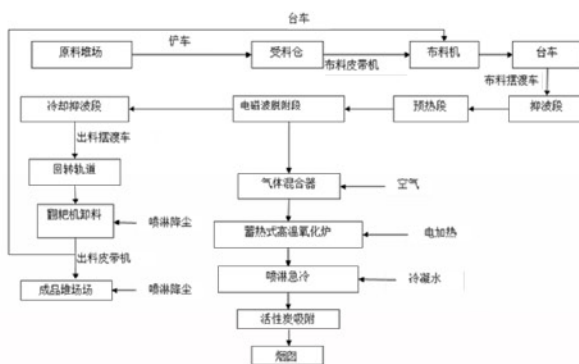 台车
原料堆场
铲车
受料仓
布料皮带机
布料机
台车
布料摆渡车
冷却抑波段
电磁波脱附段
预热段
抑波段
出料摆渡车
回转轨道
气体混合器
空气
翻耙机卸料
喷淋降尘
蓄热式高温氧化炉
电加热
出料皮带机
喷淋急冷
冷凝水
成品堆场场
喷淋降尘
活性炭吸附
烟囱